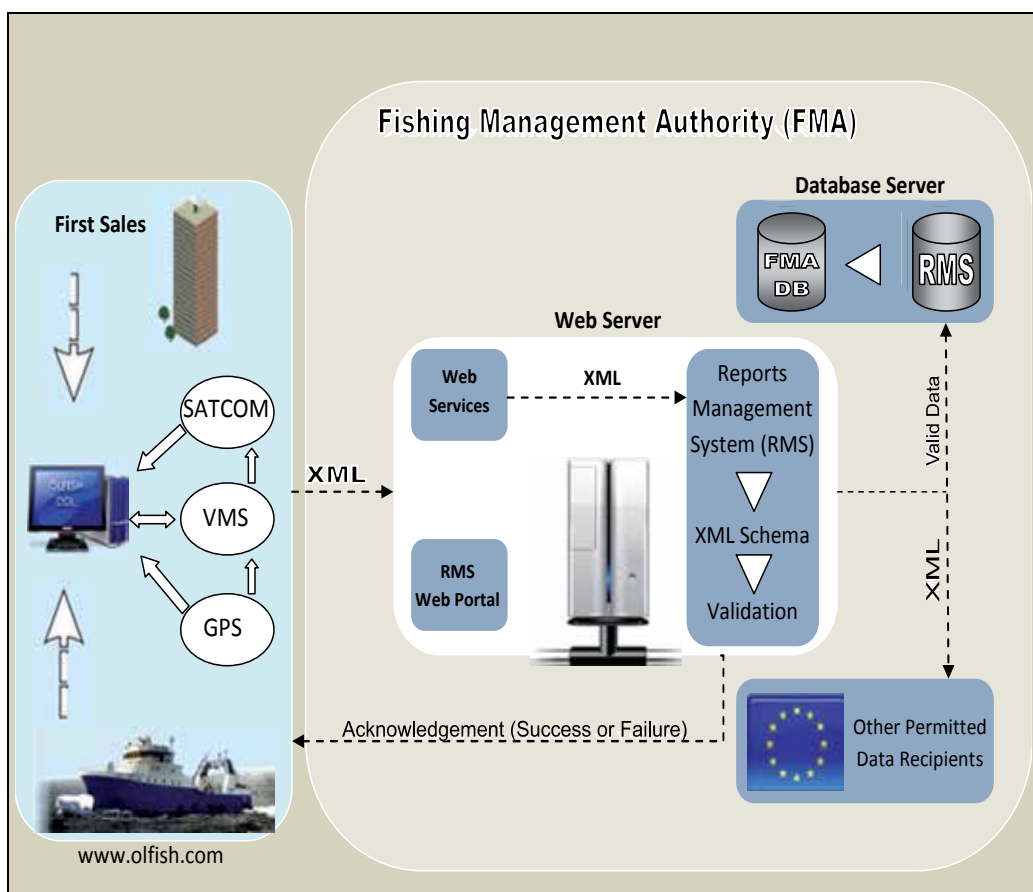 Fishing Management Authority (FMA)
First Sales
SATCOM
OLFISH
DDL
VMS
GPS
www.olfish.com
XML
Web Server
Web
Services
XML
RMS
Web Portal
Reports
Management
System (RMS)
XML Schema
Validation
Acknowledgement (Success or Failure)
Database Server
FMA
DB
RMS
Valid Data
XML
Other Permitted
Data Recipients